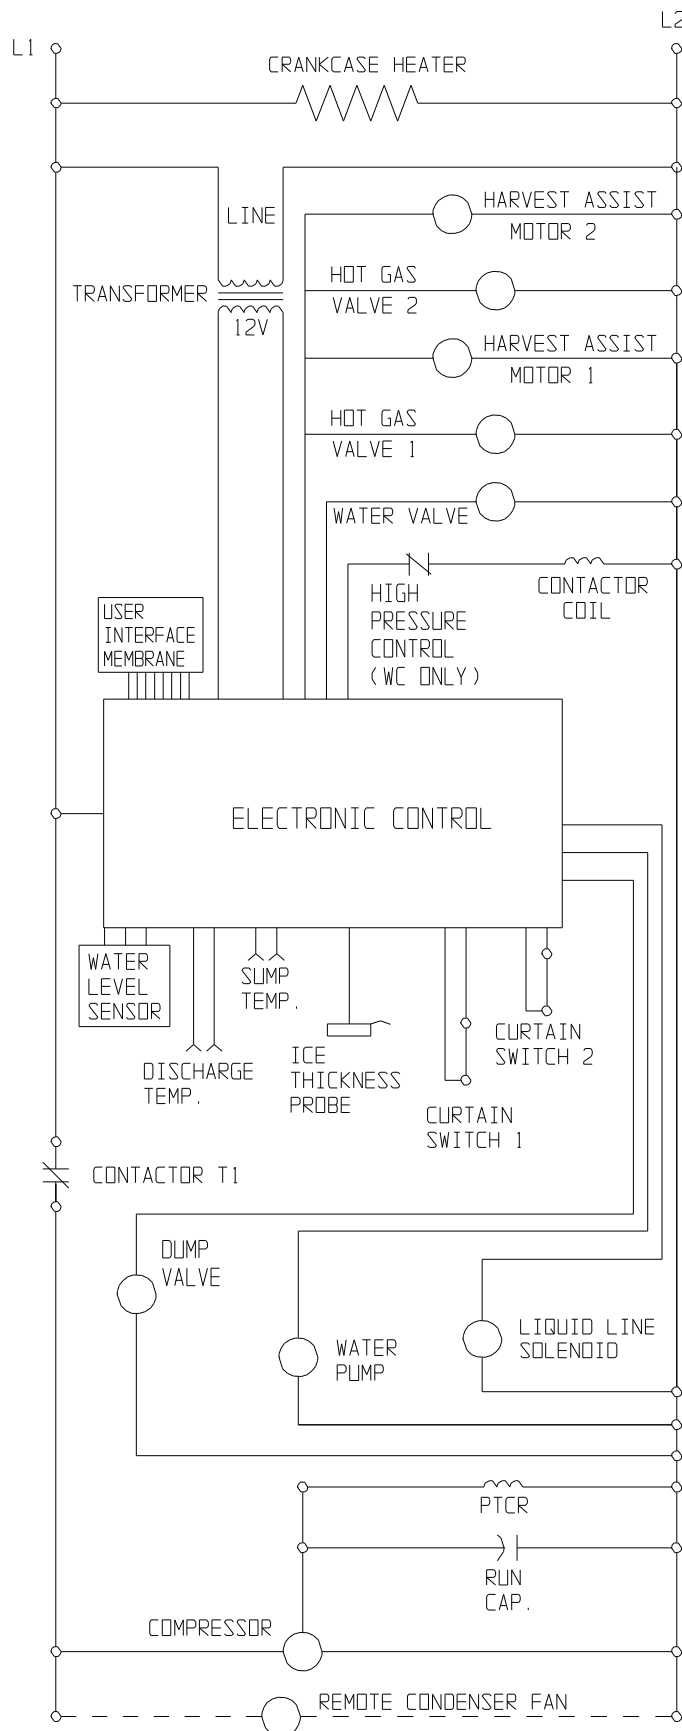 L2
L1
CRANKCASE HEATER
HARVEST ASSIST
MOTOR 2
LINE
HOT GAS
VALVE 2
TRANSFORMER
12V
HARVEST ASSIST
MOTOR 1
HOT GAS
VALVE 1
WATER VALVE
HIGH
PRESSURE
CONTROL
(WC ONLY)
CONTACTOR
COIL
USER
INTERFACE
MEMBRANE
ELECTRONIC CONTROL
WATER
LEVEL
SENSOR
SUMP
TEMP.
DISCHARGE
TEMP.
ICE
THICKNESS
PROBE
CURTAIN
SWITCH 2
CURTAIN
SWITCH 1
CONTACTOR T1
DUMP
VALVE
WATER
PUMP
LIQUID LINE
SOLENOID
PTCR
RUN
CAP.
COMPRESSOR
REMOTE CONDENSER FAN